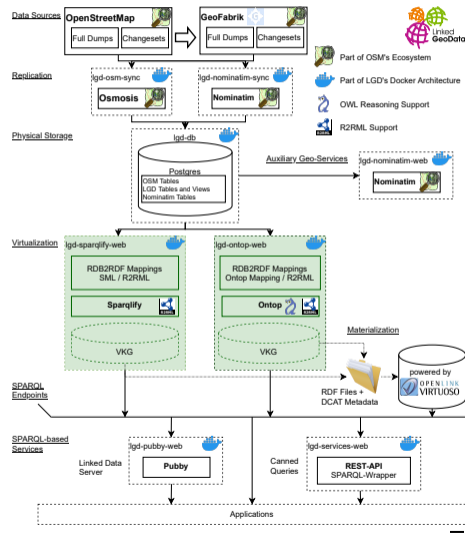 Data Sources
OpenStreetMap
Full Dumps
Changesets
GeoFabrik
Full Dumps
Changesets
Linked
GeoData
Part of OSM's Ecosystem
Part of LGD's Docker Architecture
OWL Reasoning Support
R2RML Support
Replication
lgd-osm-sync
Osmosis
lgd-nominatim-sync
Nominatim
Physical Storage
lgd-db
Postgres
OSM Tables
LGD Tables and Views
Nominatim Tables
Auxiliary Geo-Services
lgd-nominatim-web
Nominatim
Virtualization
lgd-sparqlify-web
RDB2RDF Mappings
SML / R2RML
Sparqlify
R2RML
VKG
lgd-ontop-web
RDB2RDF Mappings
Ontop Mapping / R2RML
Ontop
R2RML
VKG
Materialization
RDF Files +
DCAT Metadata
powered by
OPENLINK
VIRTUOSO
SPARQL
Endpoints
SPARQL-based
Services
lgd-pubby-web
Linked Data
Server
Pubby
lgd-services-web
Canned
Queries
REST-API
SPARQL-Wrapper
Applications